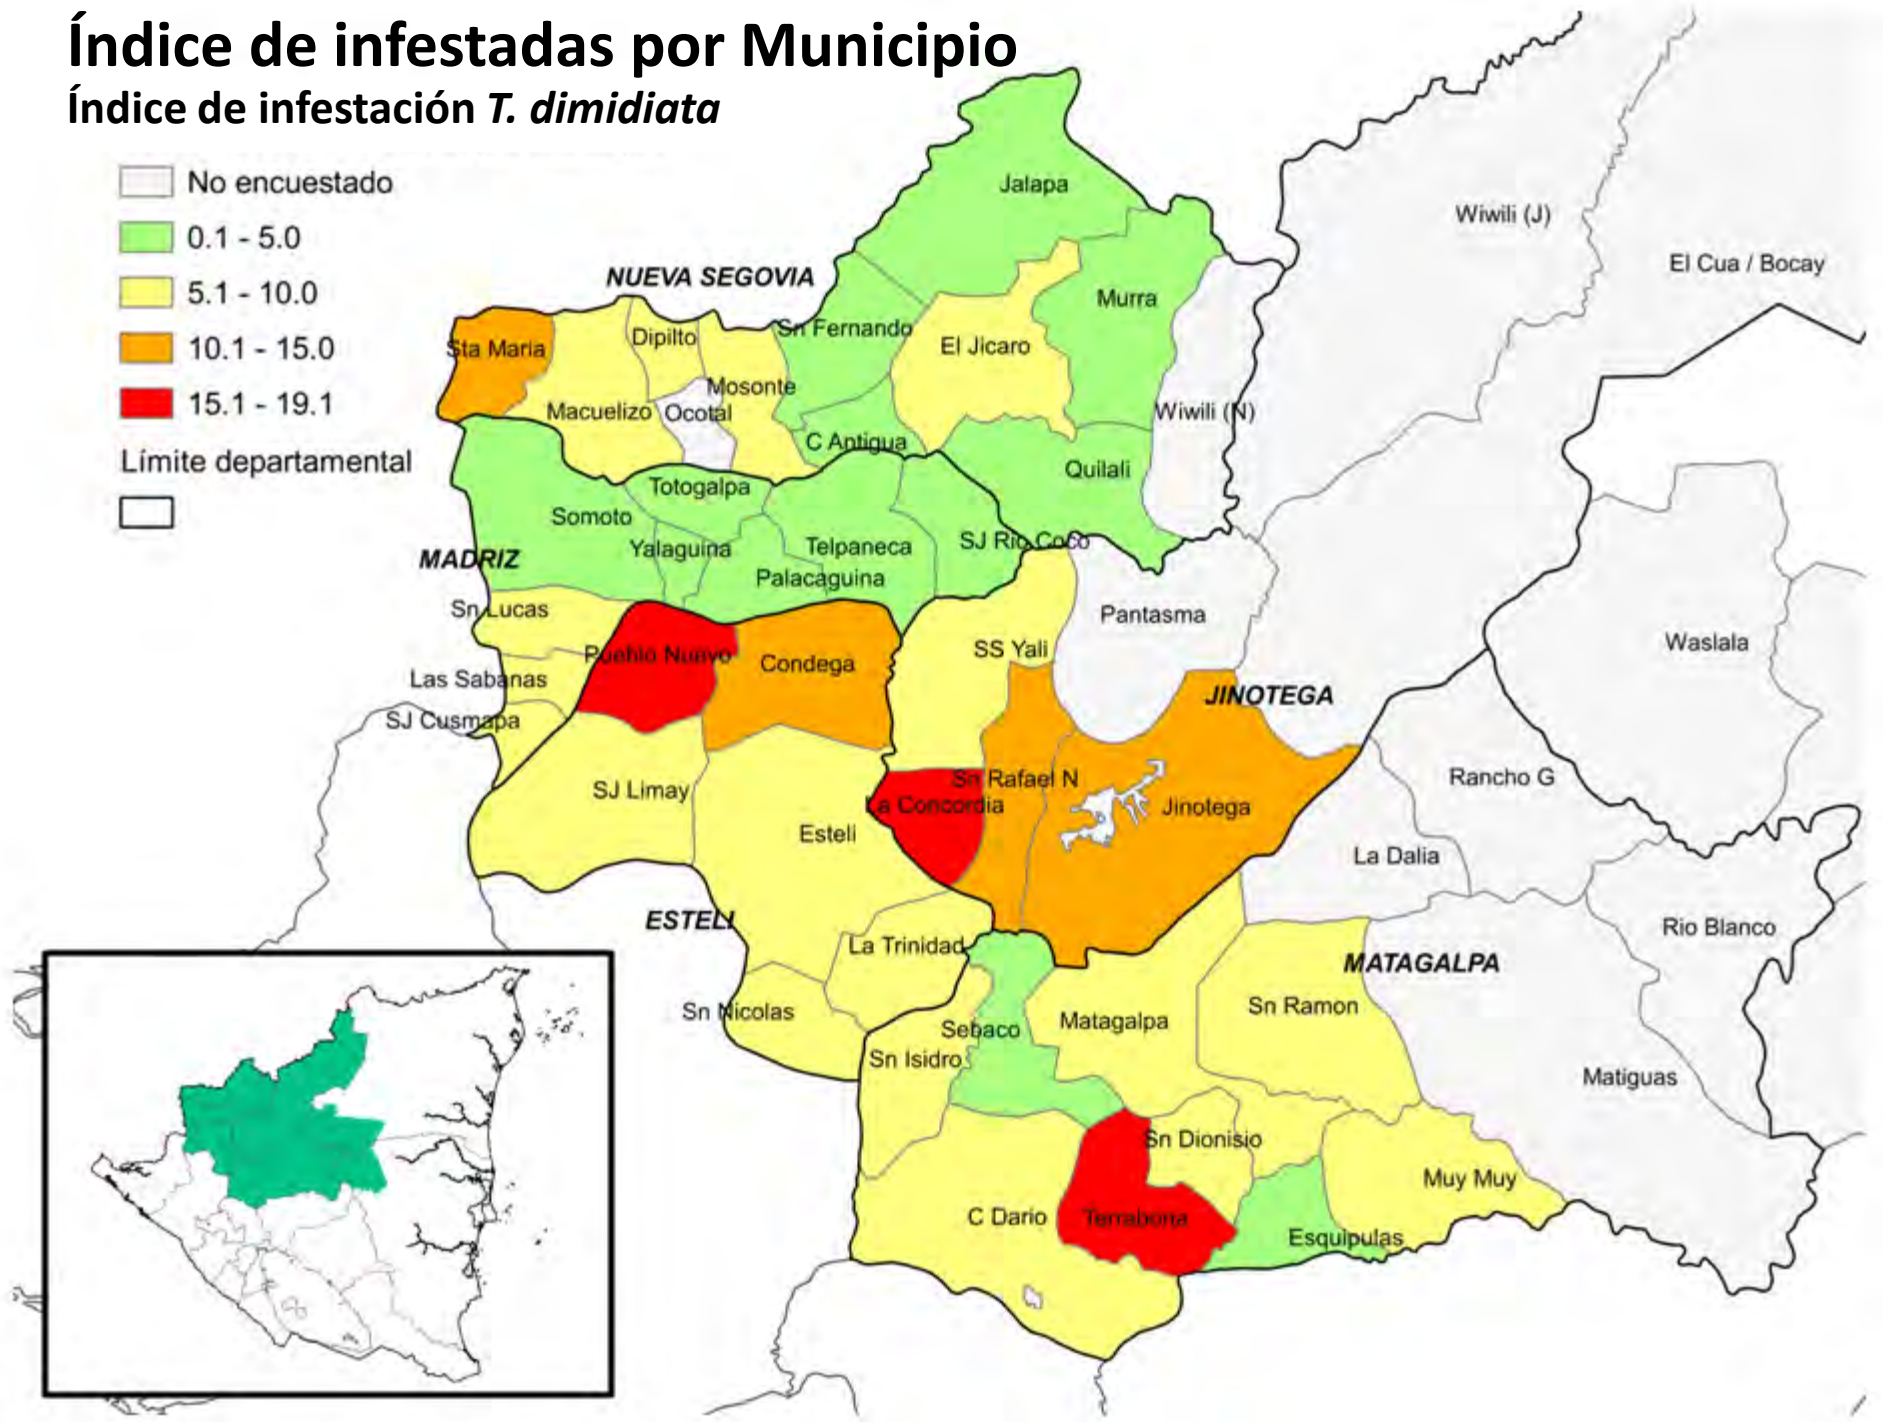 Índice de infestadas por Municipio
Índice de infestación T. dimidiata
No encuestado
0.1 - 5.0
5.1 - 10.0
10.1 - 15.0
15.1 - 19.1
Límite departamental
Jalapa
Wiwili (J)
El Cua / Bocay
NUEVA SEGOVIA
Murra
Sn Fernando
Dipilto
Sta Maria
El Jicaro
Mosonte
Macuelizo
Ocotal
Wiwili (N)
C Antigua
Quilali
Totogalpa
Somoto
Yalaguina
Telpaneca
SJ Rio Coco
MADRIZ
Palacaguina
Sn Lucas
Pantasma
Waslala
SS Yali
Pueblo Nuevo
Condega
Las Sabanas
JINOTEGA
SJ Cusmapa
Sn Rafael N
Rancho G
SJ Limay
La Concordia
Jinotega
Esteli
La Dalia
ESTELI
Rio Blanco
La Trinidad
MATAGALPA
Sn Nicolas
Sn Ramon
Sebaco
Matagalpa
Sn Isidro
Matiguas
Sn Dionisio
Muy Muy
C Dario
Terrabona
Esquipulas